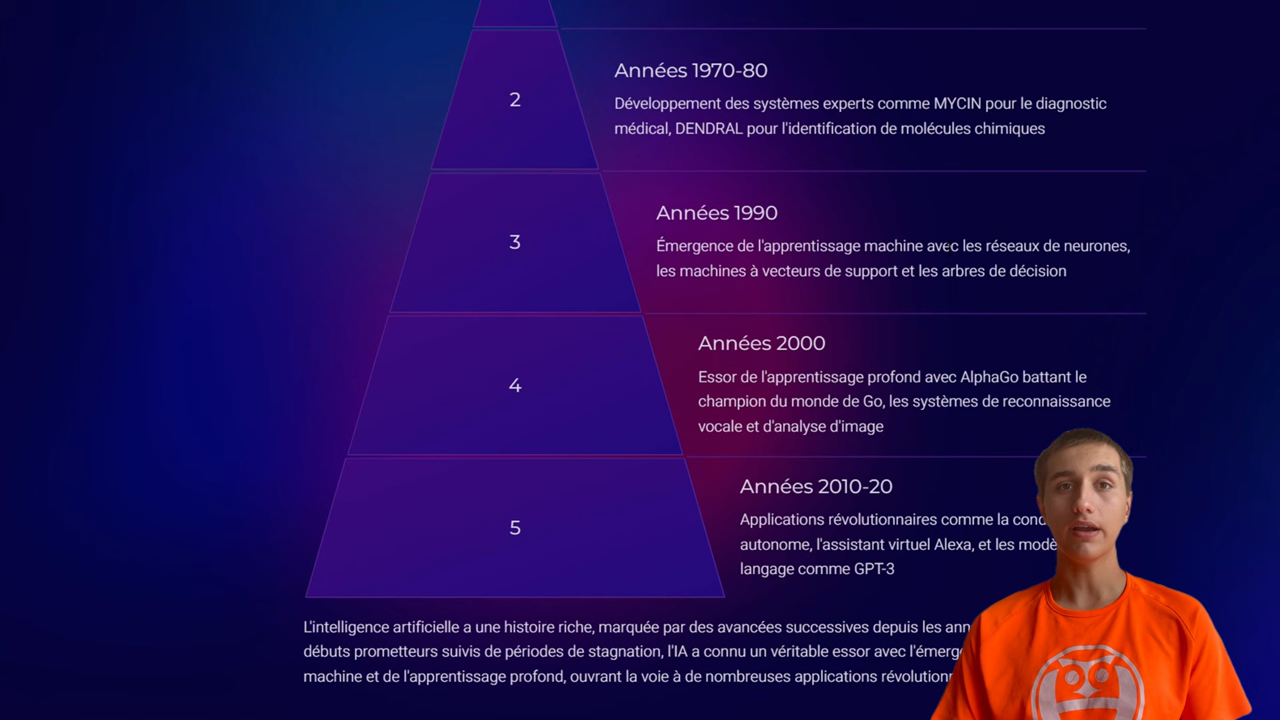 2
Années 1970-80
Développement des systèmes experts comme MYCIN pour le diagnostic
médical, DENDRAL pour l'identification de molécules chimiques
3
Années 1990
Émergence de l'apprentissage machine avec les réseaux de neurones,
les machines à vecteurs de support et les arbres de décision
4
Années 2000
Essor de l'apprentissage profond avec AlphaGo battant le
champion du monde de Go, les systèmes de reconnaissance
vocale et d'analyse d'image
5
Années 2010-20
Applications révolutionnaires comme la
autonome, l'assistant virtuel Alexa, et les
langage comme GPT-3
L'intelligence artificielle a une histoire riche, marquée par des avancées successives depuis les
débuts prometteurs suivis de périodes de stagnation, l'IA a connu un véritable essor avec
machine et de l'apprentissage profond, ouvrant la voie à de nombreuses applications